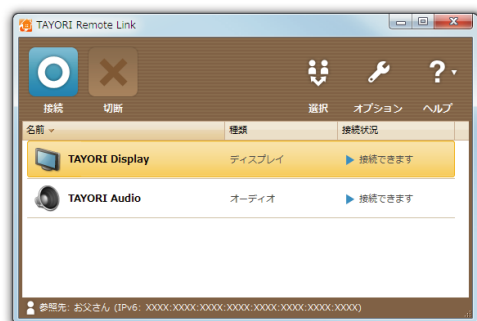 TAYORI Remote Link
接続 切断 選択 オプション ヘルプ
名前 種類 接続状況
TAYORI Display ディスプレイ 接続できます
TAYORI Audio オーディオ 接続できます
参照先: お父さん (IPv6: XXXX:XXXX:XXXX:XXXX:XXXX:XXXX:XXXX:XXXX)